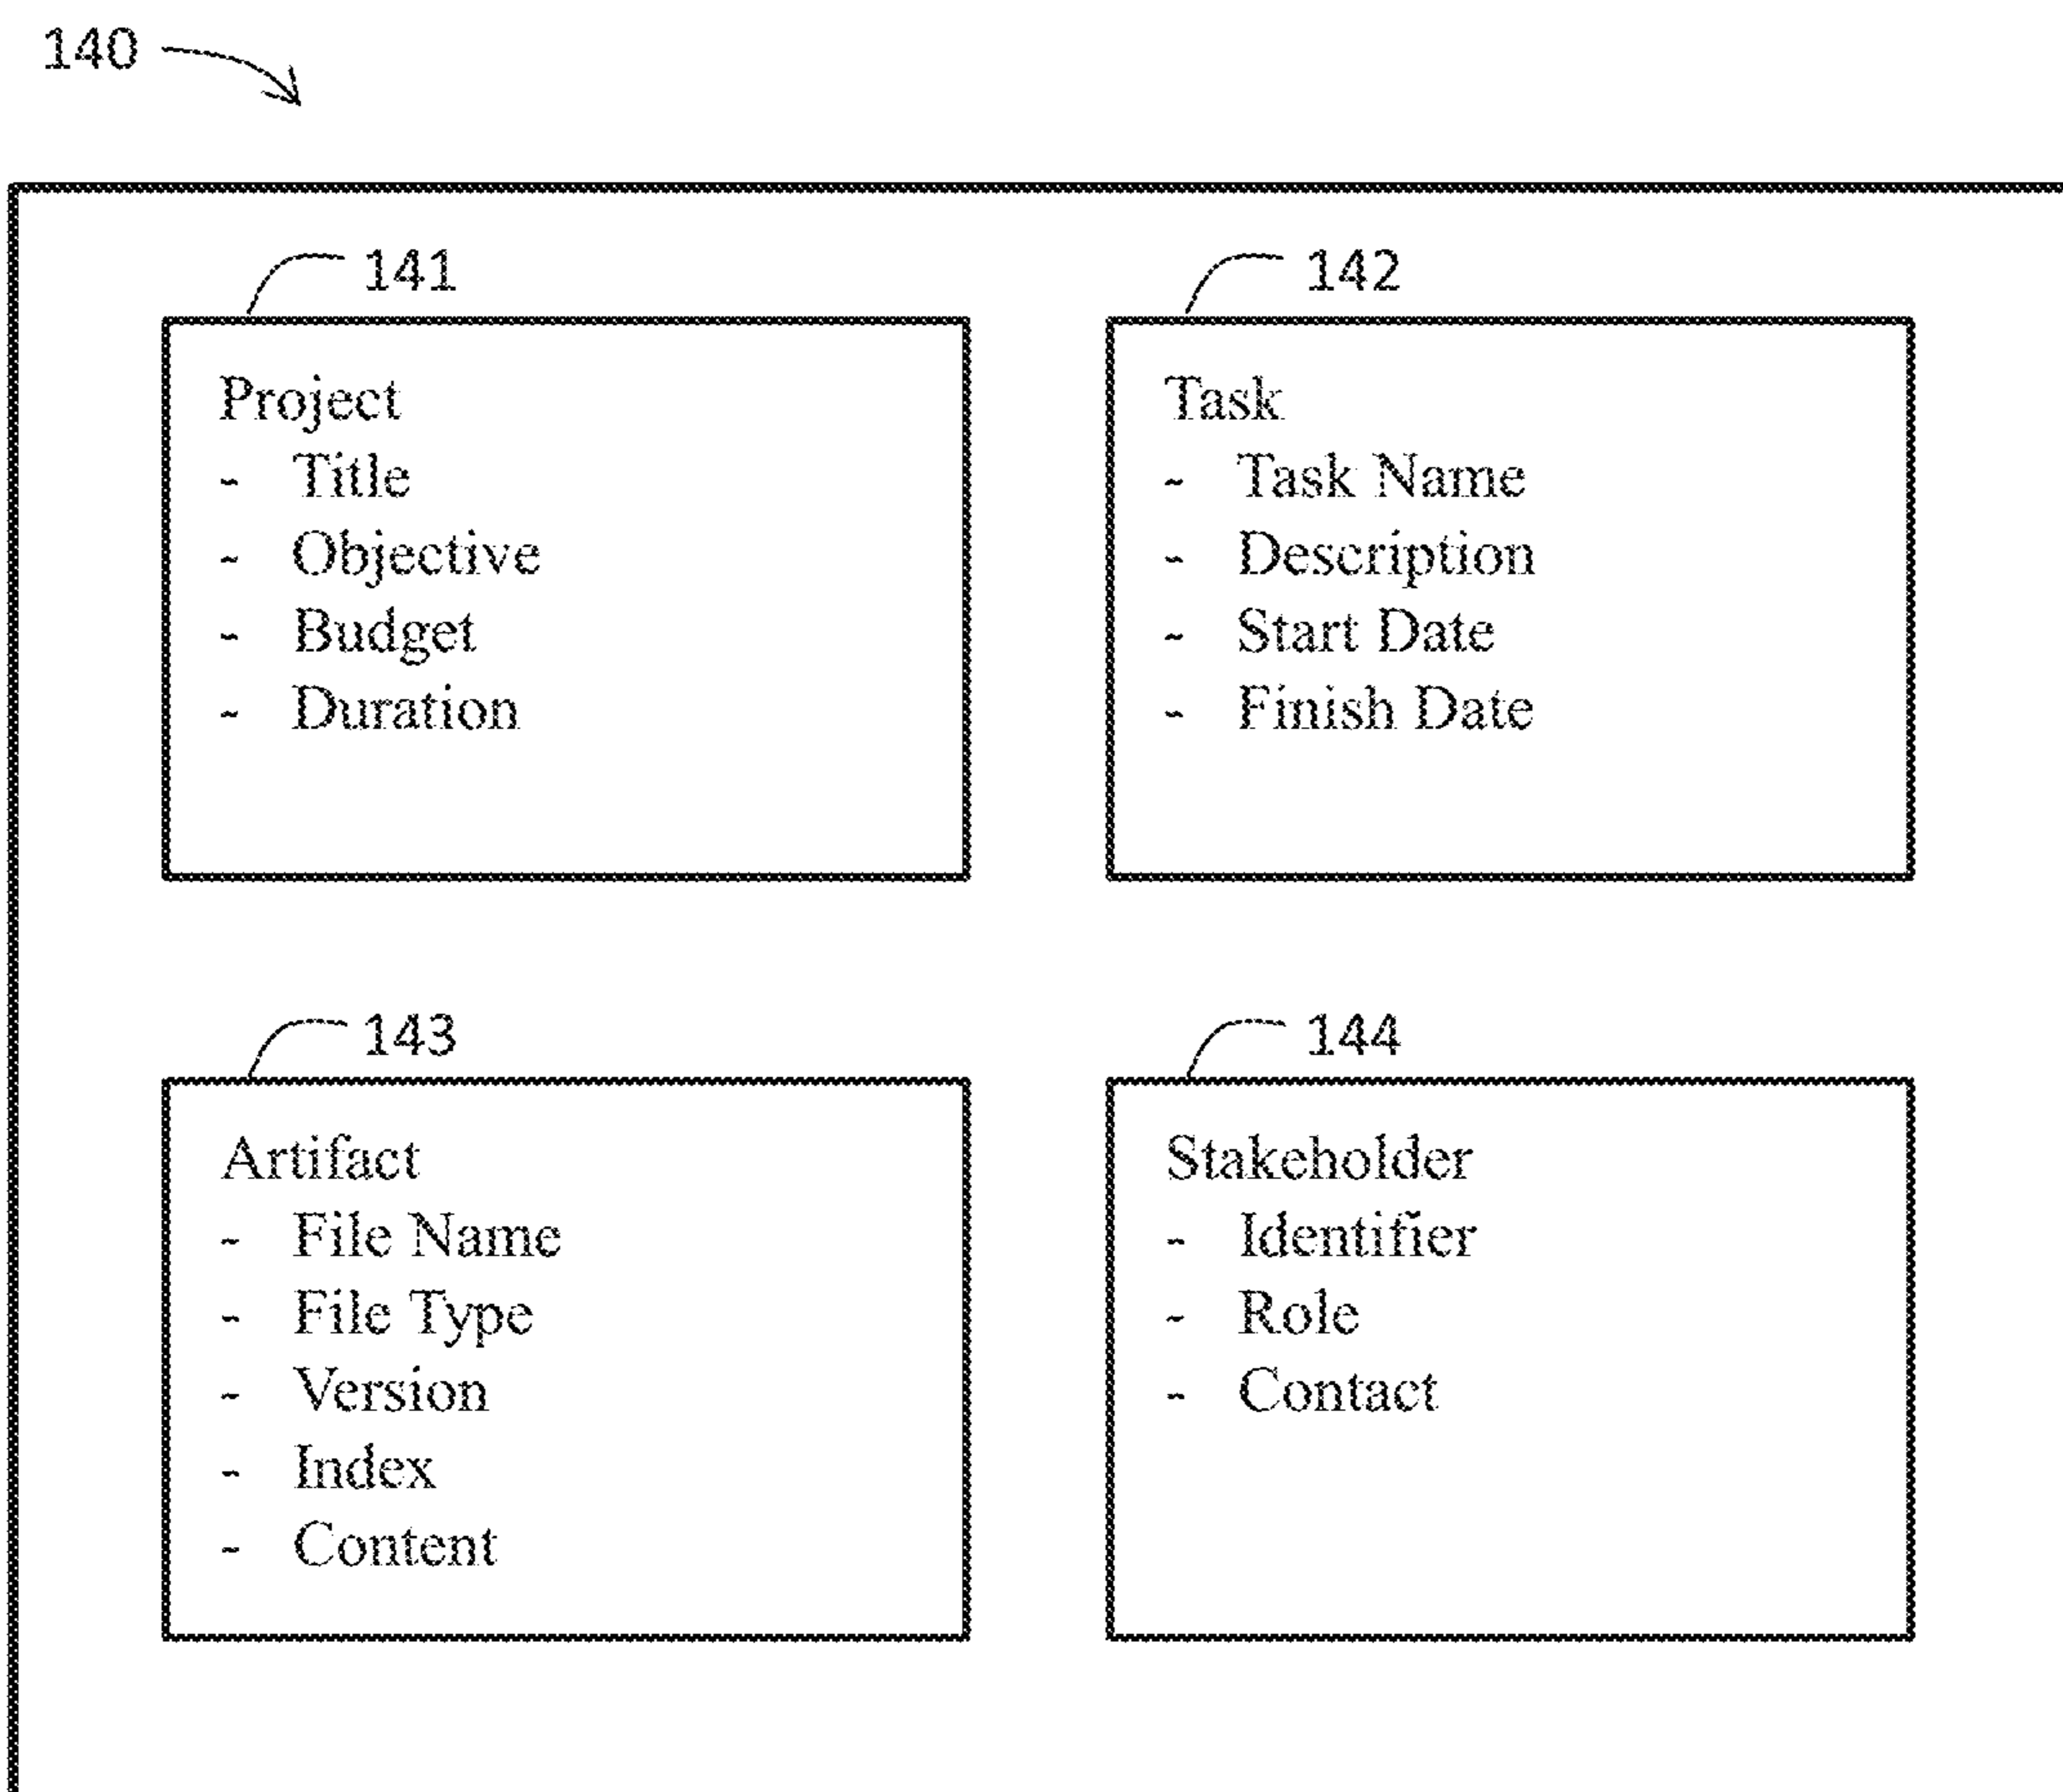 140
141
Project
- Title
- Objective
- Budget
- Duration
142
Task
- Task Name
- Description
- Start Date
- Finish Date
143
Artifact
- File Name
- File Type
- Version
- Index
- Content
144
Stakeholder
- Identifier
- Role
- Contact